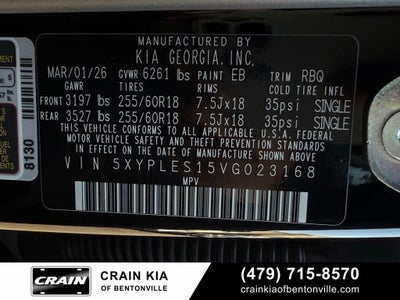 MANUFACTURED BY
KIA GEORGIA, INC.
MAR/01/26 GVWR 6261 lbs PAINT EB TRIM RBQ
GAWR TIRES RIMS COLD TIRE INFL
FRONT 3197 lbs 255/60R18 7.5Jx18 35psi SINGLE
REAR 3527 lbs 255/60R18 7.5Jx18 35psi SINGLE
THIS VEHICLE CONFORMS TO ALL APPLICABLE U.S.A. FEDERAL
MOTOR VEHICLE SAFETY AND THEFT PREVENTION STANDARDS
IN EFFECT ON THE DATE OF MANUFACTURE SHOWN ABOVE.
VIN 5XYPLES15VG023168
MPV
8130
5
CRAIN
CRAIN KIA
OF BENTONVILLE
(479) 715-8570
crainkiaofbentonville.com